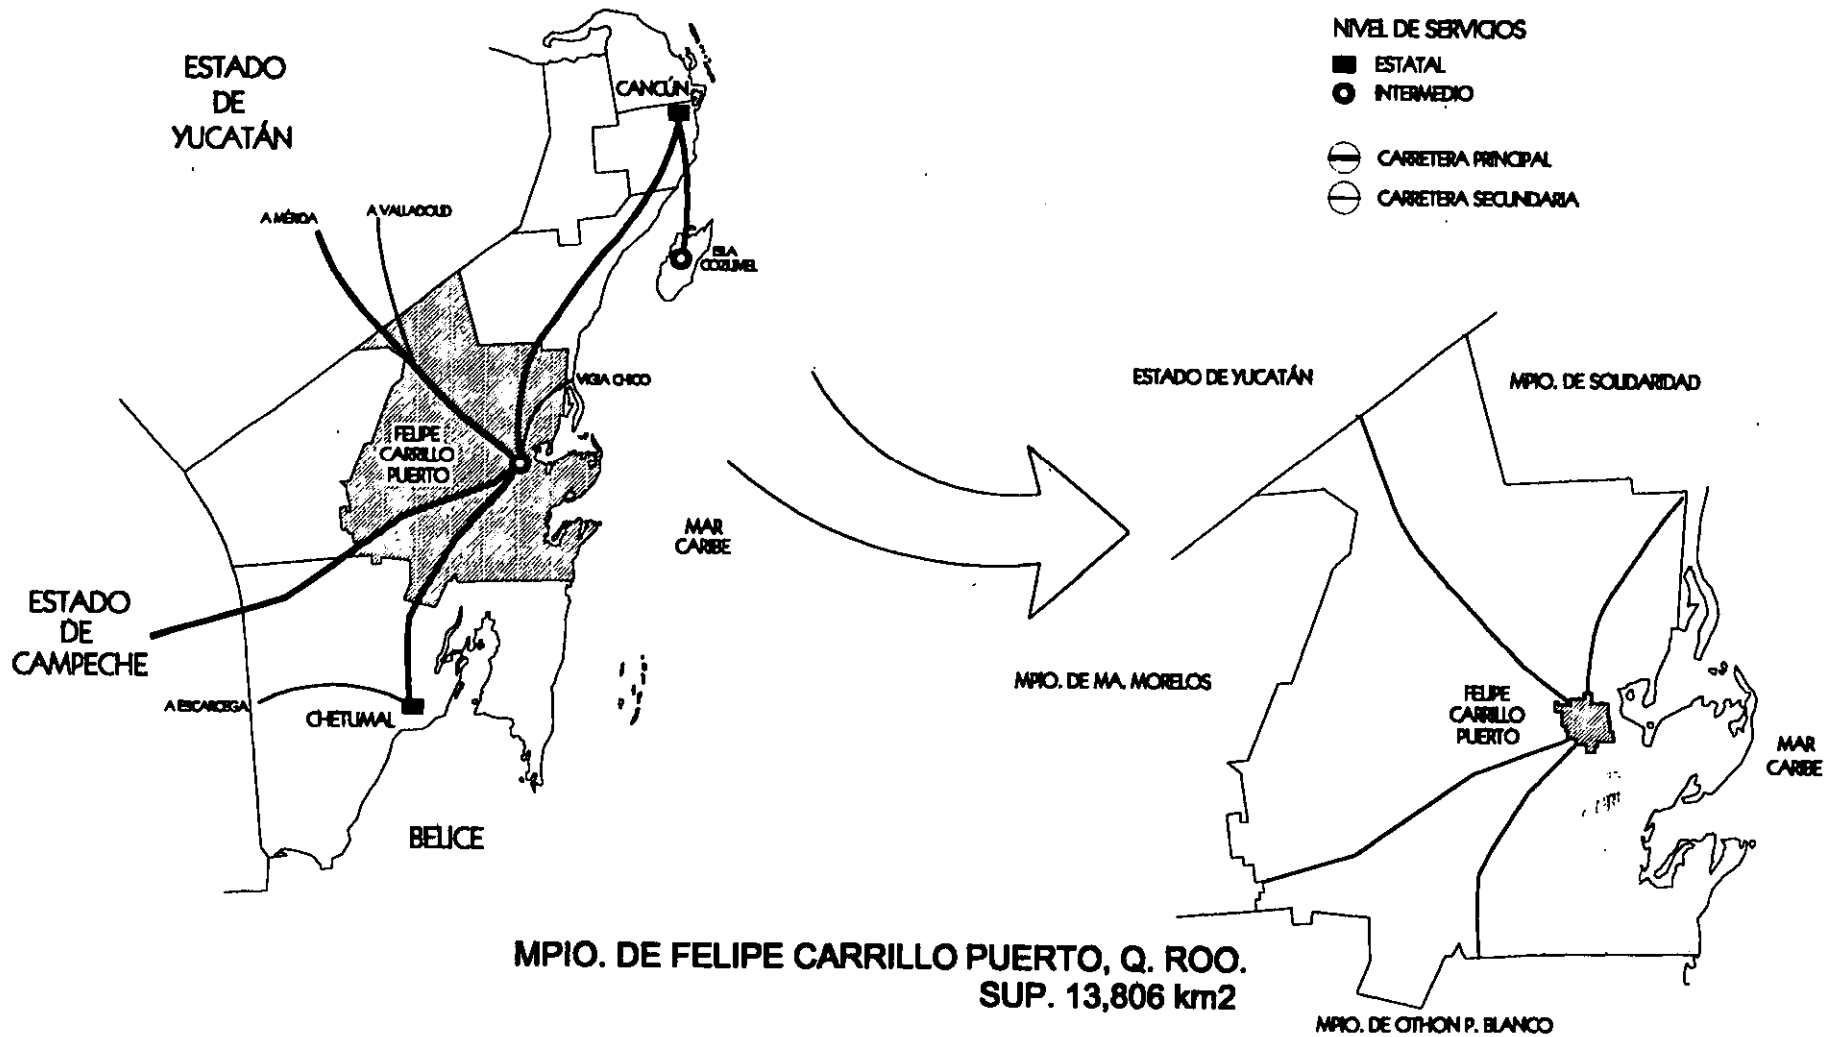 ESTADO
DE
YUCATÁN
CANCÚN
A MÉRIDA
A VALLADOLID
ISLA
COZUMEL
VIGIA CHICO
FELIPE
CARRILLO
PUERTO
MAR
CARIBE
ESTADO
DE
CAMPECHE
A ESCARCEGA
CHETUMAL
BELICE
NIVEL DE SERVICIOS
ESTATAL
INTERMEDIO
CARRETERA PRINCIPAL
CARRETERA SECUNDARIA
ESTADO DE YUCATÁN
MPIO. DE SOLIDARIDAD
MPIO. DE MA. MORELOS
FELIPE
CARRILLO
PUERTO
MAR
CARIBE
MPIO. DE OTHON P. BLANCO
MPIO. DE FELIPE CARRILLO PUERTO, Q. ROO.
SUP. 13,806 km2